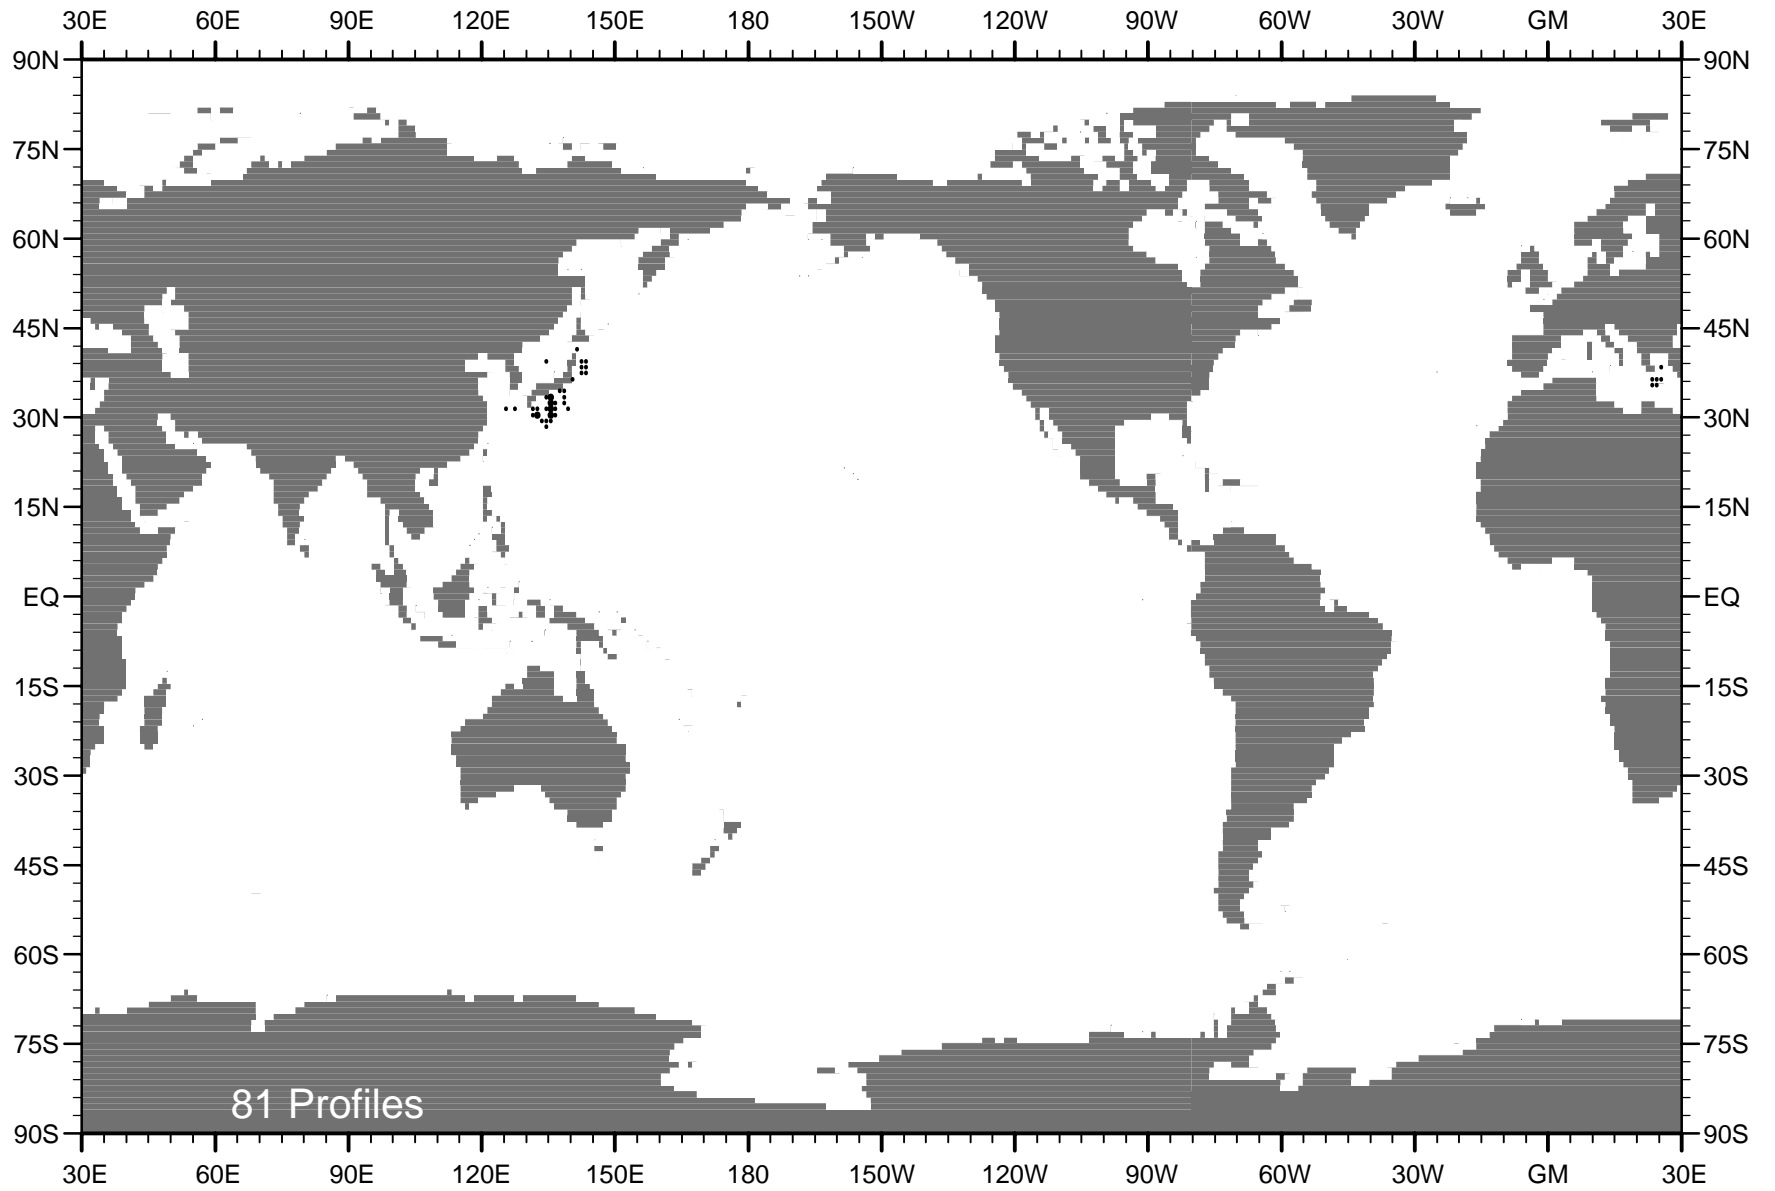 30E 60E 90E 120E 150E 180 150W 120W 90W 60W 30W GM 30E
90N 90N
75N 75N
60N 60N
45N 45N
30N 30N
15N 15N
EQ EQ
15S 15S
30S 30S
45S 45S
60S 60S
75S 75S
81 Profiles
90S 90S
30E 60E 90E 120E 150E 180 150W 120W 90W 60W 30W GM 30E